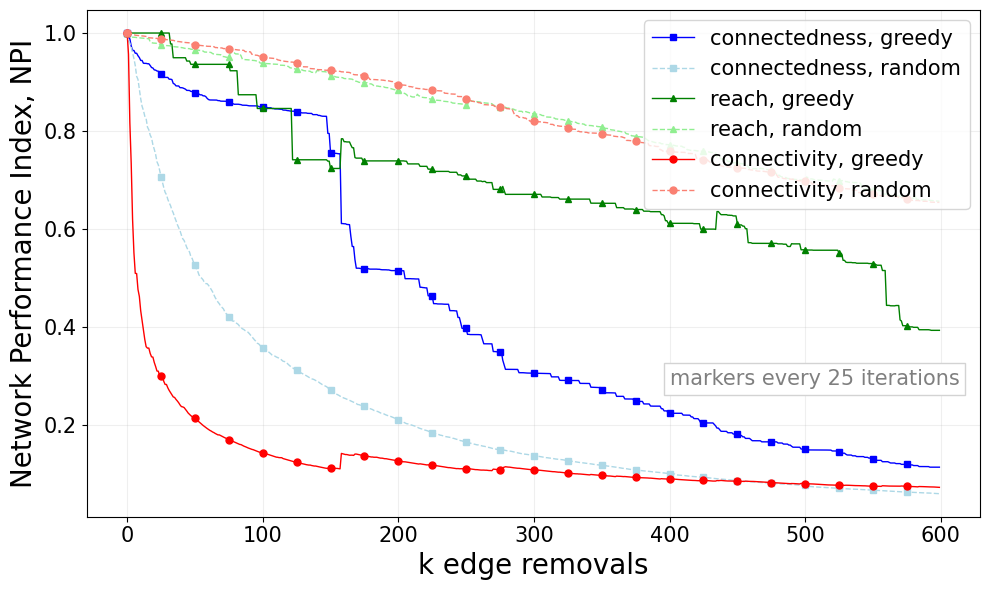 Network Performance Index, NPI
1.0
0.8
0.6
0.4
0.2
connectedness, greedy
connectedness, random
reach, greedy
reach, random
connectivity, greedy
connectivity, random
markers every 25 iterations
0 100 200 300 400 500 600
k edge removals